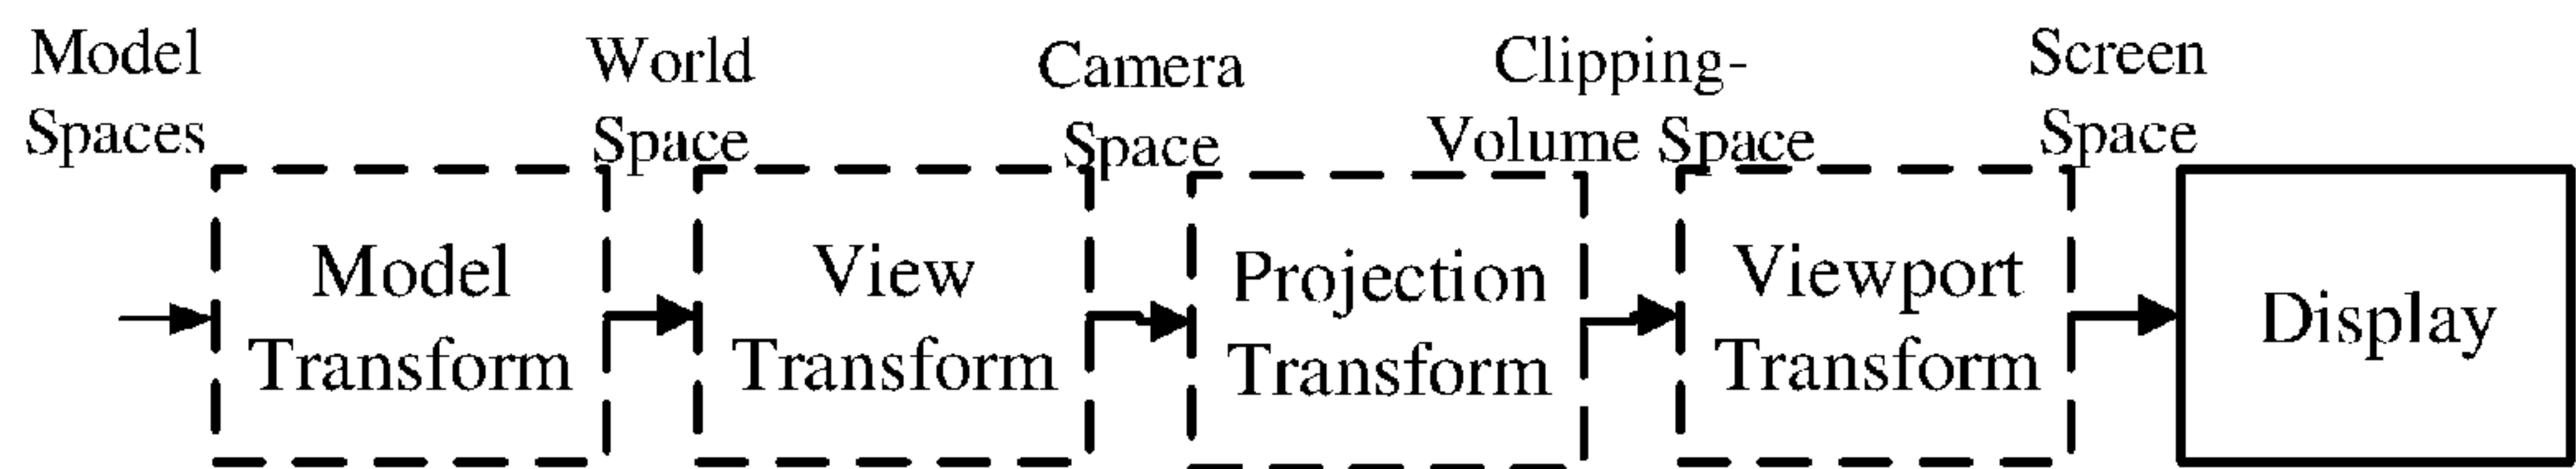 Model
Spaces
World
Space
Camera
Space
Clipping-
Volume Space
Screen
Space
Model
Transform
View
Transform
Projection
Transform
Viewport
Transform
Display